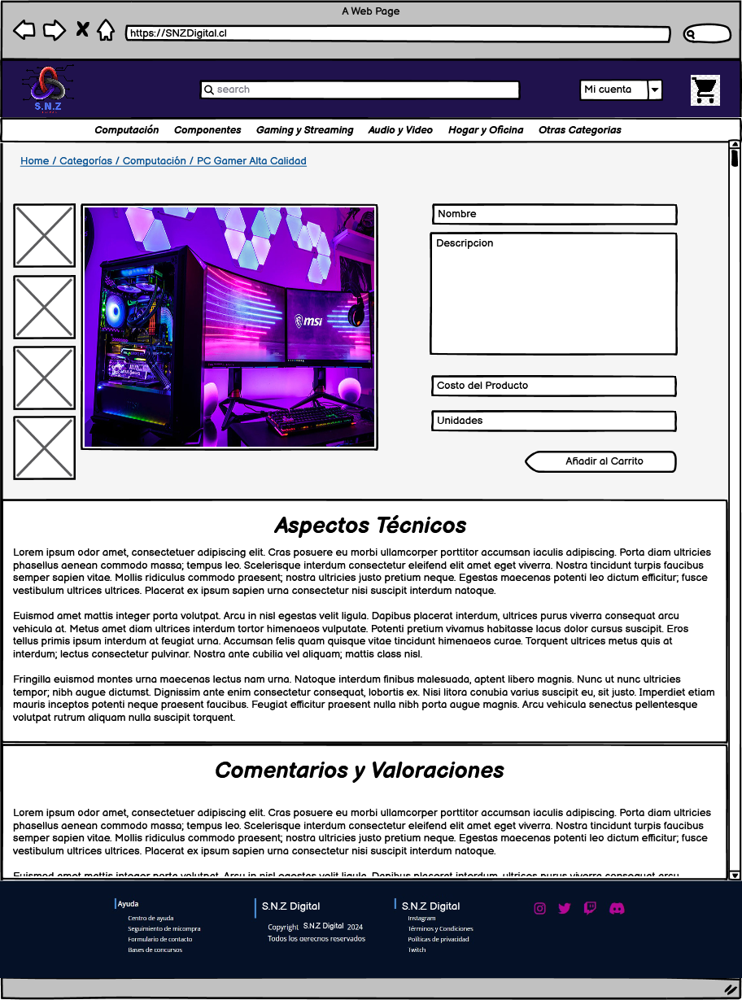 A Web Page
https://SNZDigital.cl
S.N.Z
search
Mi cuenta
Computación Componentes Gaming y Streaming Audio y Video Hogar y Oficina Otras Categorias
Home / Categorías / Computación / PC Gamer Alta Calidad
msi
Nombre
Descripcion
Costo del Producto
Unidades
Añadir al Carrito
Aspectos Técnicos
Lorem ipsum odor amet, consectetuer adipiscing elit. Cras posuere eu morbi ullamcorper porttitor accumsan iaculis adipiscing. Porta diam ultricies
phasellus aenean commodo massa; tempus leo. Scelerisque interdum consectetur eleifend elit amet eget viverra. Nostra tincidunt turpis faucibus
semper sapien vitae. Mollis ridiculus commodo praesent; nostra ultricies justo pretium neque. Egestas maecenas potenti leo dictum efficitur; fusce
vestibulum ultrices ultrices. Placerat ex ipsum sapien urna consectetur nisi suscipit interdum natoque.
Euismod amet mattis integer porta volutpat. Arcu in nisl egestas velit ligula. Dapibus placerat interdum, ultrices purus viverra consequat arcu
vehicula at. Metus amet diam ultrices interdum tortor himenaeos vulputate. Potenti pretium vivamus habitasse lacus dolor cursus suscipit. Eros
tellus primis ipsum interdum at feugiat urna. Accumsan felis quam quisque vitae tincidunt himenaeos curae. Torquent ultrices metus quis at
interdum; lectus consectetur pulvinar. Nostra ante cubilia vel aliquam; mattis class nisl.
Fringilla euismod montes urna maecenas lectus nam urna. Natoque interdum finibus malesuada, aptent libero magnis. Nunc ut nunc ultricies
tempor; nibh augue dictumst. Dignissim ante enim consectetur consequat, lobortis ex. Nisi litora conubia varius suscipit eu, sit justo. Imperdiet etiam
mauris inceptos potenti neque praesent faucibus. Feugiat efficitur praesent nulla nibh porta augue magnis. Arcu vehicula senectus pellentesque
volutpat rutrum aliquam nulla suscipit torquent.
Comentarios y Valoraciones
Lorem ipsum odor amet, consectetuer adipiscing elit. Cras posuere eu morbi ullamcorper porttitor accumsan iaculis adipiscing. Porta diam ultricies
phasellus aenean commodo massa; tempus leo. Scelerisque interdum consectetur eleifend elit amet eget viverra. Nostra tincidunt turpis faucibus
semper sapien vitae. Mollis ridiculus commodo praesent; nostra ultricies justo pretium neque. Egestas maecenas potenti leo dictum efficitur; fusce
vestibulum ultrices ultrices. Placerat ex ipsum sapien urna consectetur nisi suscipit interdum natoque.
Euismod amet mattis integer porta volutpat. Arcu in nisl egestas velit ligula. Dapibus placerat interdum, ultrices purus viverra consequat arcu
Ayuda
Centro de ayuda
Seguimiento de micompra
Formulario de contacto
Bases de concursos
S.N.Z Digital
Copyright S.N.Z Digital 2024
Todos los derechos reservados
S.N.Z Digital
Instagram
Términos y Condiciones
Políticas de privacidad
Twitch